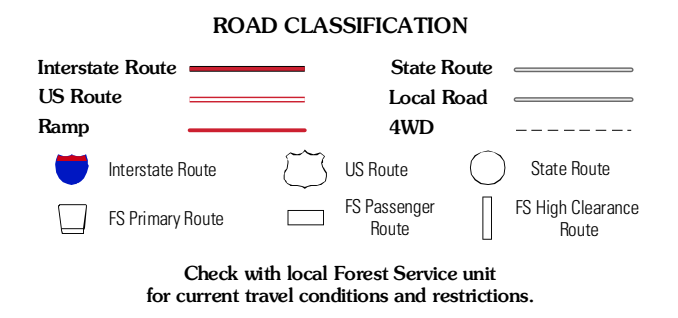 ROAD CLASSIFICATION
Interstate Route
State Route
US Route
Local Road
Ramp
4WD
Interstate Route
US Route
State Route
FS Primary Route
FS Passenger
Route
FS High Clearance
Route
Check with local Forest Service unit
for current travel conditions and restrictions.